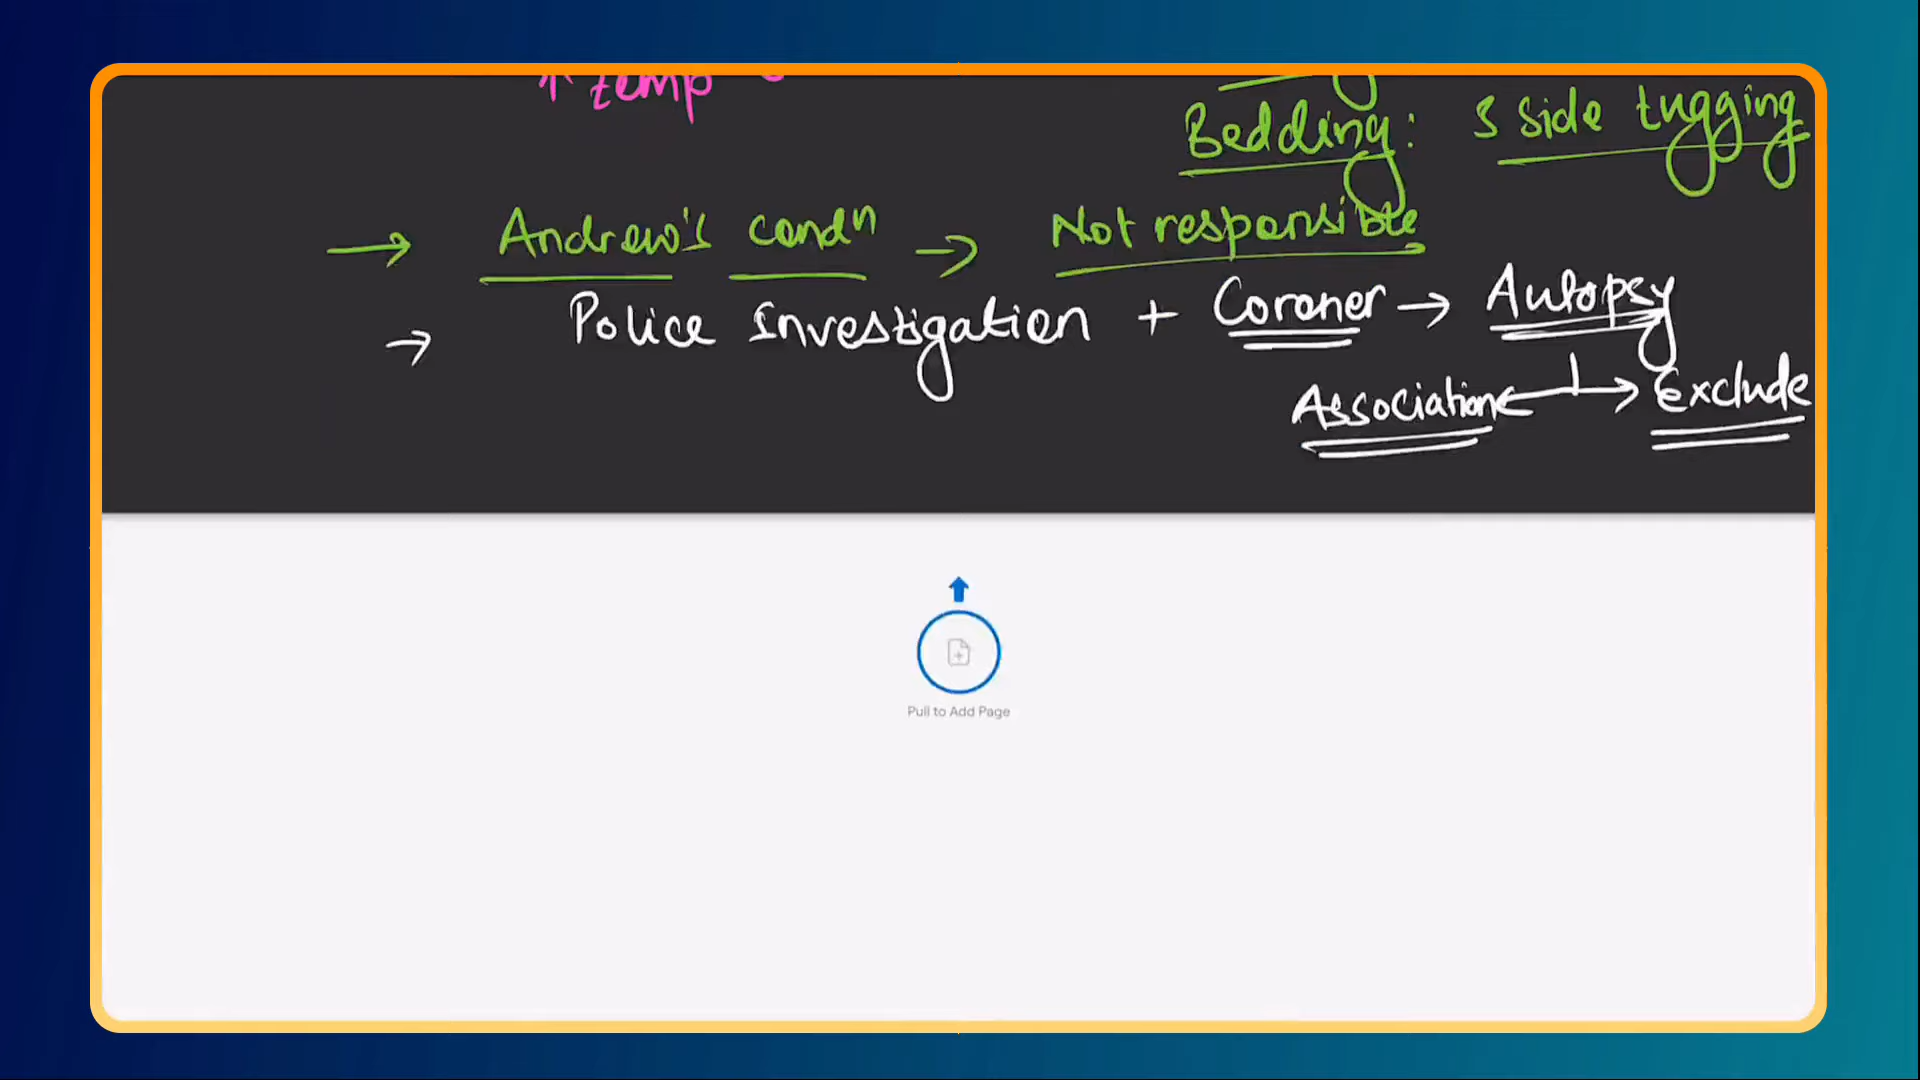 ↑ temp
Bedding: 3 side tugging
→ Andrew's condn → Not responsible
→ Police Investigation + Coroner → Autopsy
Association ← → Exclude
Pull to Add Page